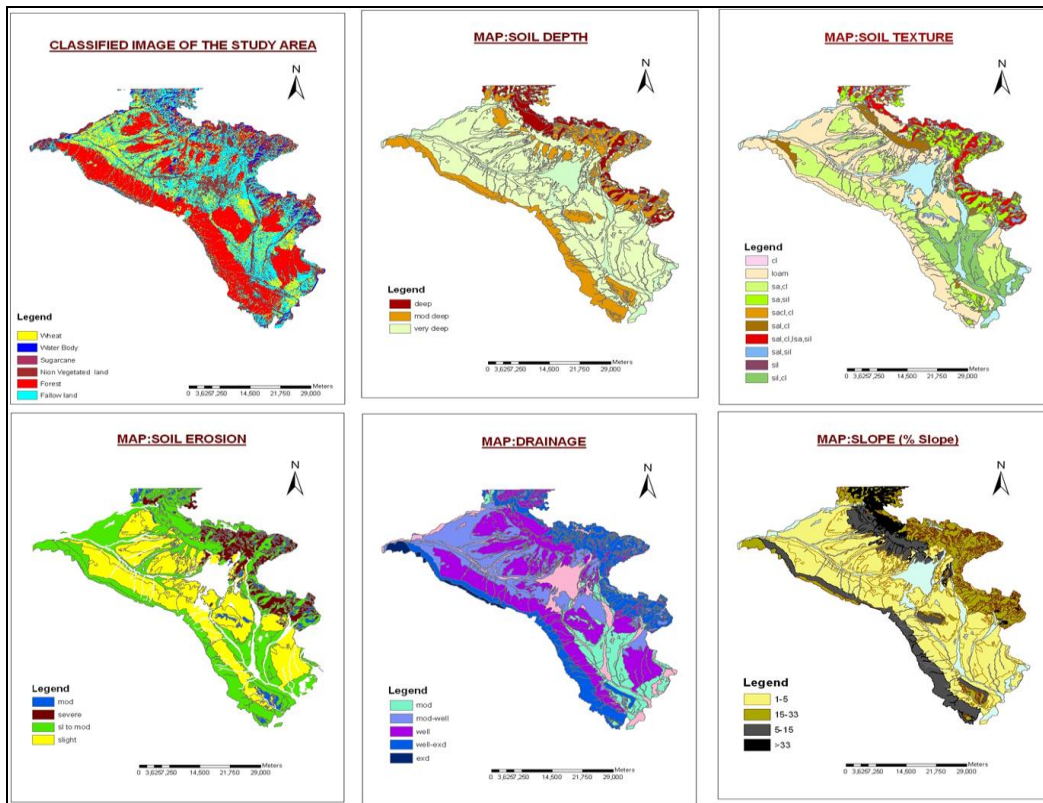 CLASSIFIED IMAGE OF THE STUDY AREA
N
Legend
Wheat
Water Body
Sugarcane
Nion Vegetated land
Forest
Fallow land
Meters
0 3,6257,250 14,500 21,750 29,000
MAP:SOIL DEPTH
N
Legend
deep
mod deep
very deep
Meters
0 3,6257,250 14,500 21,750 29,000
MAP:SOIL TEXTURE
N
Legend
cl
loam
sa,cl
sa,sil
sacl,cl
sal,cl
sal,cl,/sa,sil
sal,sil
sil
sil,cl
Meters
0 3,6257,250 14,500 21,750 29,000
MAP:SOIL EROSION
N
Legend
mod
severe
sl to mod
slight
Meters
0 3,6257,250 14,500 21,750 29,000
MAP:DRAINAGE
N
Legend
mod
mod-well
well
well-exd
exd
Meters
0 3,6257,250 14,500 21,750 29,000
MAP:SLOPE (% Slope)
N
Legend
1-5
15-33
5-15
>33
Meters
0 3,6257,250 14,500 21,750 29,000